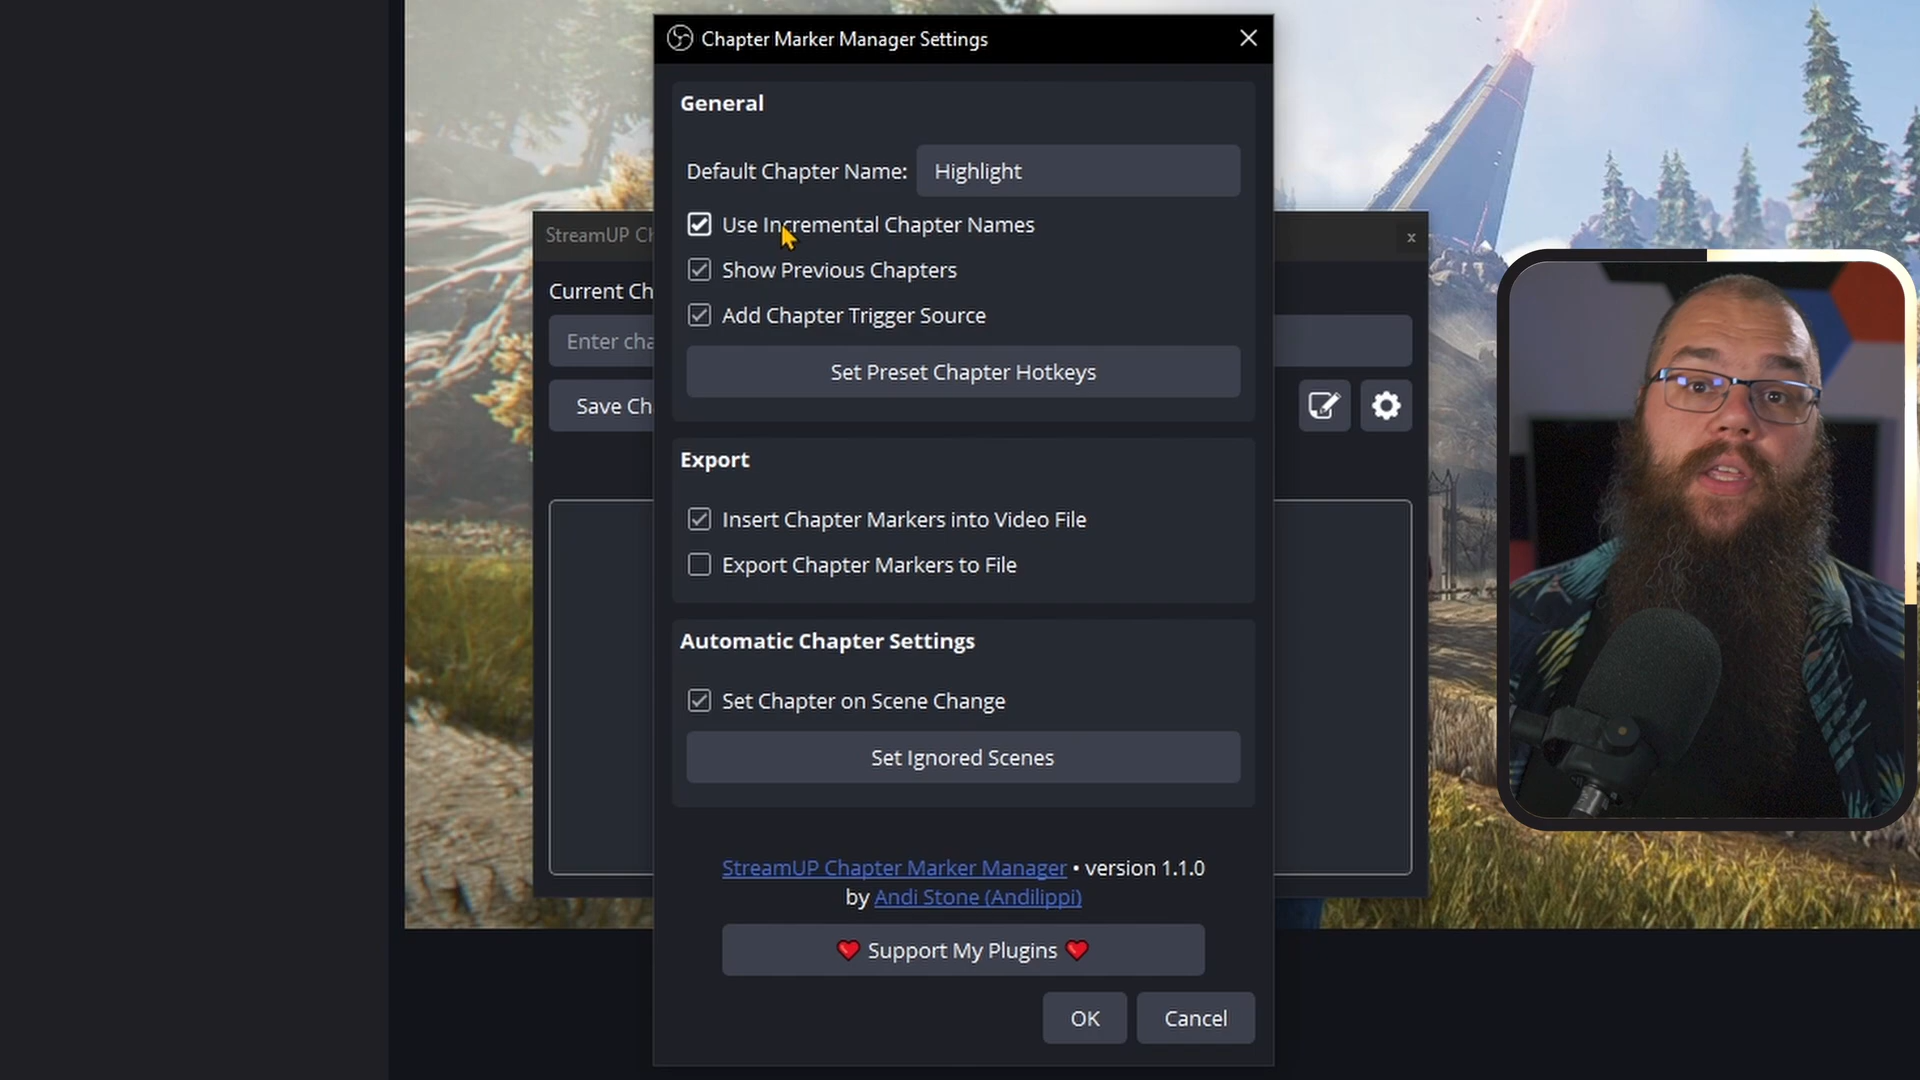 Chapter Marker Manager Settings
General
Default Chapter Name: Highlight
Use Incremental Chapter Names
Show Previous Chapters
Add Chapter Trigger Source
Set Preset Chapter Hotkeys
Export
Insert Chapter Markers into Video File
Export Chapter Markers to File
Automatic Chapter Settings
Set Chapter on Scene Change
Set Ignored Scenes
StreamUP Chapter Marker Manager • version 1.1.0
by Andi Stone (Andilippi)
❤ Support My Plugins ❤
OK
Cancel
StreamUP Ch
x
Current Ch
Enter cha
Save Ch